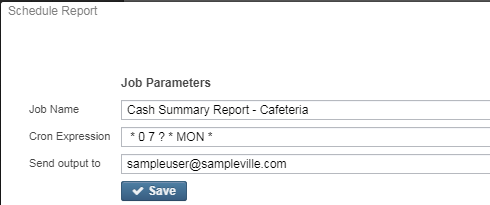 Schedule Report
Job Parameters
Job Name Cash Summary Report - Cafeteria
Cron Expression * 0 7 ? * MON *
Send output to sampleuser@sampleville.com
Save